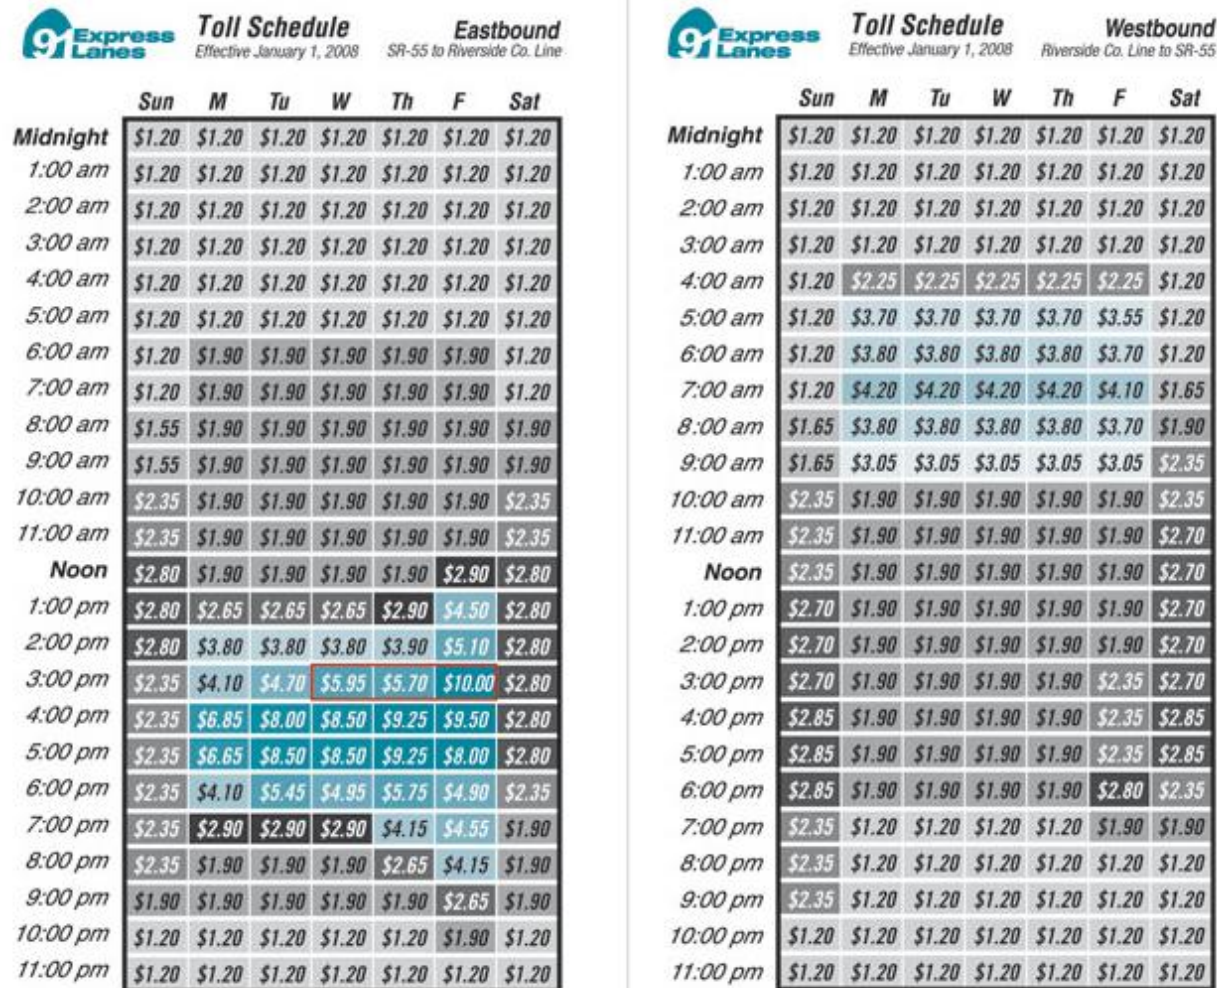 91 Express Lanes
Toll Schedule
Effective January 1, 2008
Eastbound
SR-55 to Riverside Co. Line
Sun M Tu W Th F Sat
Midnight $1.20 $1.20 $1.20 $1.20 $1.20 $1.20 $1.20
1:00 am $1.20 $1.20 $1.20 $1.20 $1.20 $1.20 $1.20
2:00 am $1.20 $1.20 $1.20 $1.20 $1.20 $1.20 $1.20
3:00 am $1.20 $1.20 $1.20 $1.20 $1.20 $1.20 $1.20
4:00 am $1.20 $1.20 $1.20 $1.20 $1.20 $1.20 $1.20
5:00 am $1.20 $1.20 $1.20 $1.20 $1.20 $1.20 $1.20
6:00 am $1.20 $1.90 $1.90 $1.90 $1.90 $1.90 $1.20
7:00 am $1.20 $1.90 $1.90 $1.90 $1.90 $1.90 $1.20
8:00 am $1.55 $1.90 $1.90 $1.90 $1.90 $1.90 $1.90
9:00 am $1.55 $1.90 $1.90 $1.90 $1.90 $1.90 $1.90
10:00 am $2.35 $1.90 $1.90 $1.90 $1.90 $1.90 $2.35
11:00 am $2.35 $1.90 $1.90 $1.90 $1.90 $1.90 $2.35
Noon $2.80 $1.90 $1.90 $1.90 $1.90 $2.90 $2.80
1:00 pm $2.80 $2.65 $2.65 $2.65 $2.90 $4.50 $2.80
2:00 pm $2.80 $3.80 $3.80 $3.80 $3.90 $5.10 $2.80
3:00 pm $2.35 $4.10 $4.70 $5.95 $5.70 $10.00 $2.80
4:00 pm $2.35 $6.85 $8.00 $8.50 $9.25 $9.50 $2.80
5:00 pm $2.35 $6.65 $8.50 $8.50 $9.25 $8.00 $2.80
6:00 pm $2.35 $4.10 $5.45 $4.95 $5.75 $4.90 $2.35
7:00 pm $2.35 $2.90 $2.90 $2.90 $4.15 $4.55 $1.90
8:00 pm $2.35 $1.90 $1.90 $1.90 $2.65 $4.15 $1.90
9:00 pm $1.90 $1.90 $1.90 $1.90 $1.90 $2.65 $1.90
10:00 pm $1.20 $1.20 $1.20 $1.20 $1.20 $1.90 $1.20
11:00 pm $1.20 $1.20 $1.20 $1.20 $1.20 $1.20 $1.20
91 Express Lanes
Toll Schedule
Effective January 1, 2008
Westbound
Riverside Co. Line to SR-55
Sun M Tu W Th F Sat
Midnight $1.20 $1.20 $1.20 $1.20 $1.20 $1.20 $1.20
1:00 am $1.20 $1.20 $1.20 $1.20 $1.20 $1.20 $1.20
2:00 am $1.20 $1.20 $1.20 $1.20 $1.20 $1.20 $1.20
3:00 am $1.20 $1.20 $1.20 $1.20 $1.20 $1.20 $1.20
4:00 am $1.20 $2.25 $2.25 $2.25 $2.25 $2.25 $1.20
5:00 am $1.20 $3.70 $3.70 $3.70 $3.70 $3.55 $1.20
6:00 am $1.20 $3.80 $3.80 $3.80 $3.80 $3.70 $1.20
7:00 am $1.20 $4.20 $4.20 $4.20 $4.20 $4.10 $1.65
8:00 am $1.65 $3.80 $3.80 $3.80 $3.80 $3.70 $1.90
9:00 am $1.65 $3.05 $3.05 $3.05 $3.05 $3.05 $2.35
10:00 am $2.35 $1.90 $1.90 $1.90 $1.90 $1.90 $2.35
11:00 am $2.35 $1.90 $1.90 $1.90 $1.90 $1.90 $2.70
Noon $2.35 $1.90 $1.90 $1.90 $1.90 $1.90 $2.70
1:00 pm $2.70 $1.90 $1.90 $1.90 $1.90 $1.90 $2.70
2:00 pm $2.70 $1.90 $1.90 $1.90 $1.90 $1.90 $2.70
3:00 pm $2.70 $1.90 $1.90 $1.90 $1.90 $2.35 $2.70
4:00 pm $2.85 $1.90 $1.90 $1.90 $1.90 $2.35 $2.85
5:00 pm $2.85 $1.90 $1.90 $1.90 $1.90 $2.35 $2.85
6:00 pm $2.85 $1.90 $1.90 $1.90 $1.90 $2.80 $2.35
7:00 pm $2.35 $1.20 $1.20 $1.20 $1.20 $1.90 $1.90
8:00 pm $2.35 $1.20 $1.20 $1.20 $1.20 $1.20 $1.20
9:00 pm $2.35 $1.20 $1.20 $1.20 $1.20 $1.20 $1.20
10:00 pm $1.20 $1.20 $1.20 $1.20 $1.20 $1.20 $1.20
11:00 pm $1.20 $1.20 $1.20 $1.20 $1.20 $1.20 $1.20